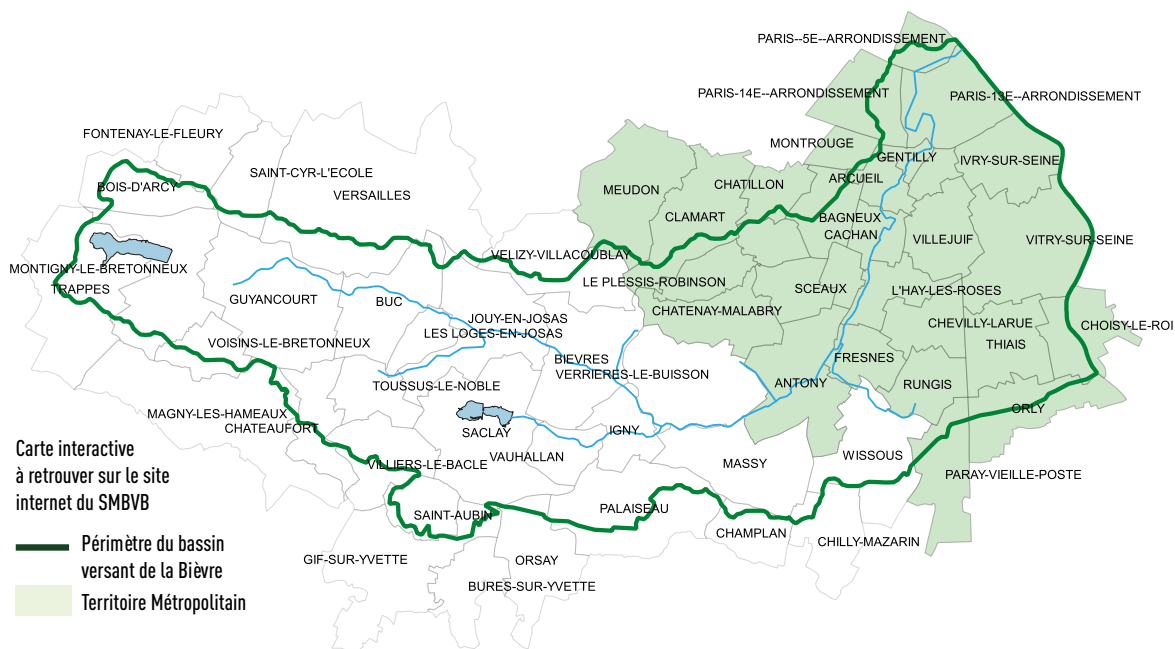 PARIS--5E--ARRONDISSEMENT
PARIS-14E--ARRONDISSEMENT
PARIS-13E--ARRONDISSEMENT
FONTENAY-LE-FLEURY
MONTROUGE
GENTILLY
IVRY-SUR-SEINE
SAINT-CYR-L'ECOLE
ARCUEIL
BOIS-D'ARCY
VERSAILLES
MEUDON
CHATILLON
CLAMART
BAGNEUX
CACHAN
VILLEJUIF
VITRY-SUR-SEINE
VELIZY-VILLACOUBLAY
MONTIGNY-LE-BRETONNEUX
TRAPPES
LE PLESSIS-ROBINSON
SCEAUX
L'HAY-LES-ROSES
GUYANCOURT
BUC
CHATENAY-MALABRY
JOUY-EN-JOSAS
LES LOGES-EN-JOSAS
CHEVILLY-LARUE
CHOISY-LE-ROI
VOISINS-LE-BRETONNEUX
THIAIS
BIEVRES
FRESNES
VERRIERES-LE-BUISSON
TOUSSUS-LE-NOBLE
ANTONY
RUNGIS
MAGNY-LES-HAMEAUX
CHATEAUFORT
ORLY
SACLAY
IGNY
VAUHALLAN
WISSOUS
VILLIERS-LE-BACLE
MASSY
PARAY-VIEILLE-POSTE
SAINT-AUBIN
PALAISEAU
CHAMPLAN
CHILLY-MAZARIN
GIF-SUR-YVETTE
ORSAY
BURES-SUR-YVETTE
Carte interactive
à retrouver sur le site
internet du SMBVB
Périmètre du bassin
versant de la Bièvre
Territoire Métropolitain